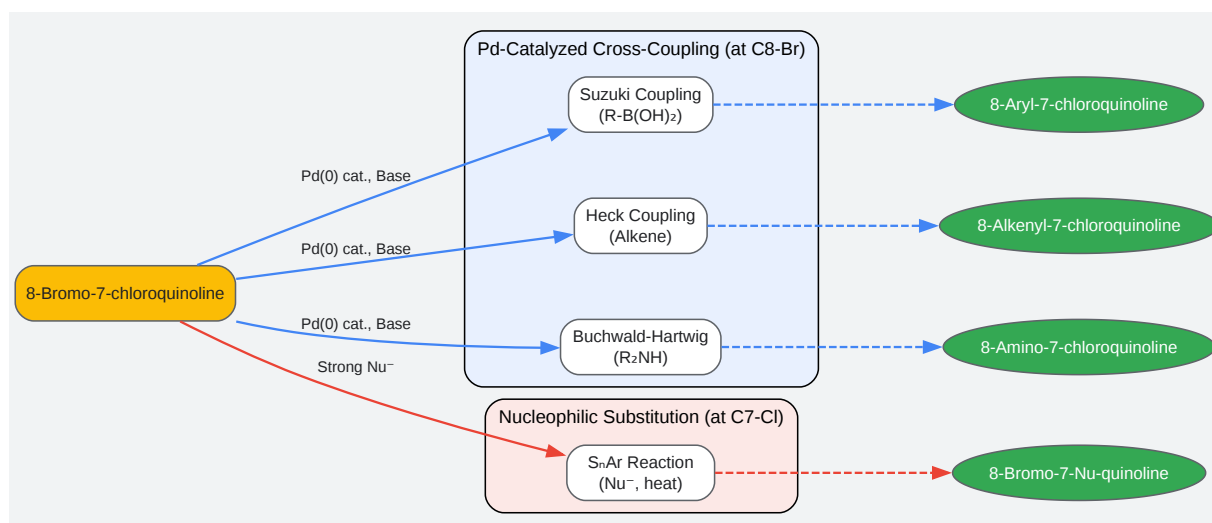 Pd-Catalyzed Cross-Coupling (at C8-Br)
Suzuki Coupling
(R-B(OH)₂)
8-Aryl-7-chloroquinoline
Pd(0) cat., Base
Heck Coupling
(Alkene)
8-Alkenyl-7-chloroquinoline
Pd(0) cat., Base
8-Bromo-7-chloroquinoline
Pd(0) cat., Base
Buchwald-Hartwig
(R₂NH)
8-Amino-7-chloroquinoline
Strong Nu⁻
Nucleophilic Substitution (at C7-Cl)
SₙAr Reaction
(Nu⁻, heat)
8-Bromo-7-Nu-quinoline